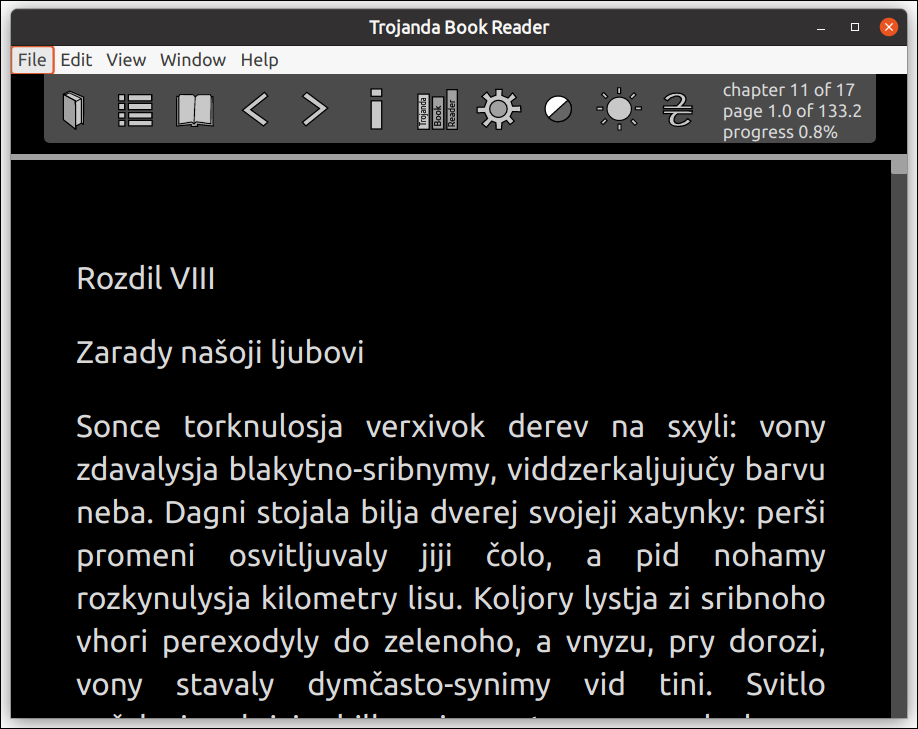 Trojanda Book Reader
File Edit View Window Help
Trojanda
Book
Reader
chapter 11 of 17
page 1.0 of 133.2
progress 0.8%
Rozdil VIII
Zarady našoji ljubovi
Sonce torknulosja verxivok derev na sxyli: vony
zdavalysja blakytno-sribnymy, viddzerkaljujučy barvu
neba. Dagni stojala bilja dverej svojeji xatynky: perši
promeni osvitljuvaly jiji čolo, a pid nohamy
rozkynulysja kilometry lisu. Koljory lystja zi sribnoho
vhori perexodyly do zelenoho, a vnyzu, pry dorozi,
vony stavaly dymčasto-synimy vid tini. Svitlo